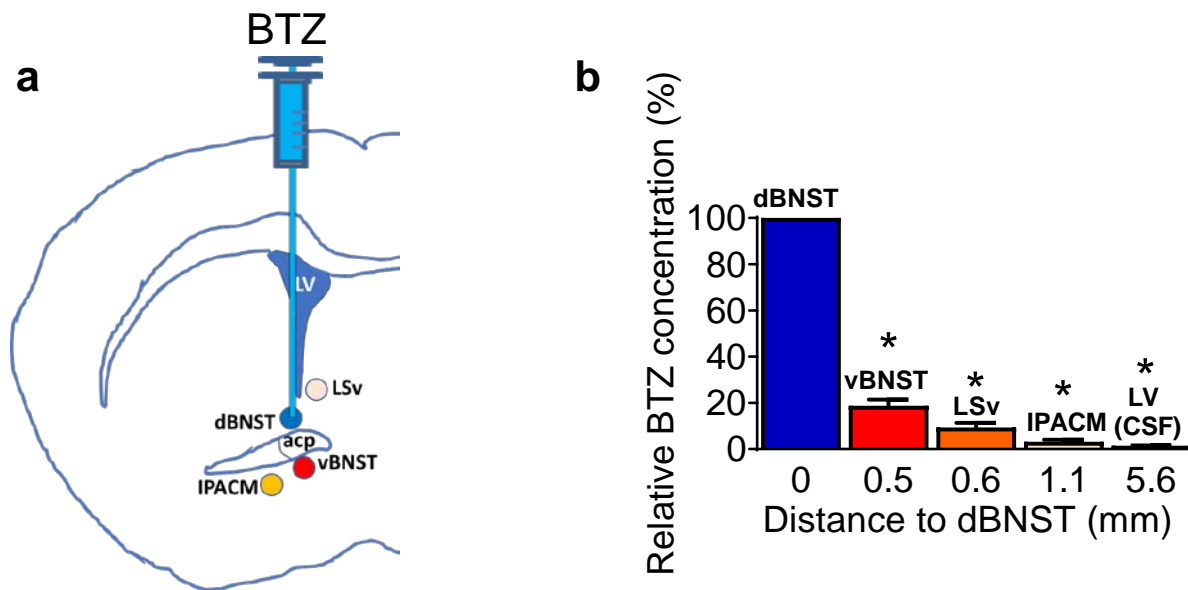 a
BTZ
LV
LSv
dBNST
acp
vBNST
IPACM
b
Relative BTZ concentration (%)
100
80
60
40
20
0
dBNST
*
vBNST
*
LSv
*
IPACM
*
LV
(CSF)
0 0.5 0.6 1.1 5.6
Distance to dBNST (mm)